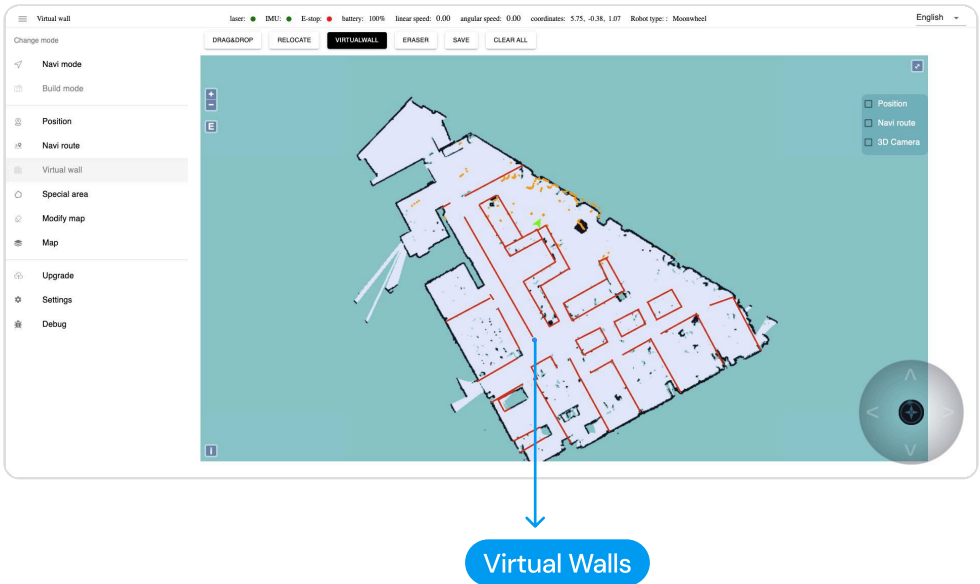 Virtual wall
laser: IMU: E-stop: battery: 100% linear speed: 0.00 angular speed: 0.00 coordinates: 5.75, -0.38, 1.07 Robot type: : Moonwheel
English
Change mode
DRAG&DROP RELOCATE VIRTUALWALL ERASER SAVE CLEAR ALL
Navi mode
Build mode
Position
Navi route
Virtual wall
Special area
Modify map
Map
Upgrade
Settings
Debug
+
−
E
Position
Navi route
3D Camera
i
Virtual Walls